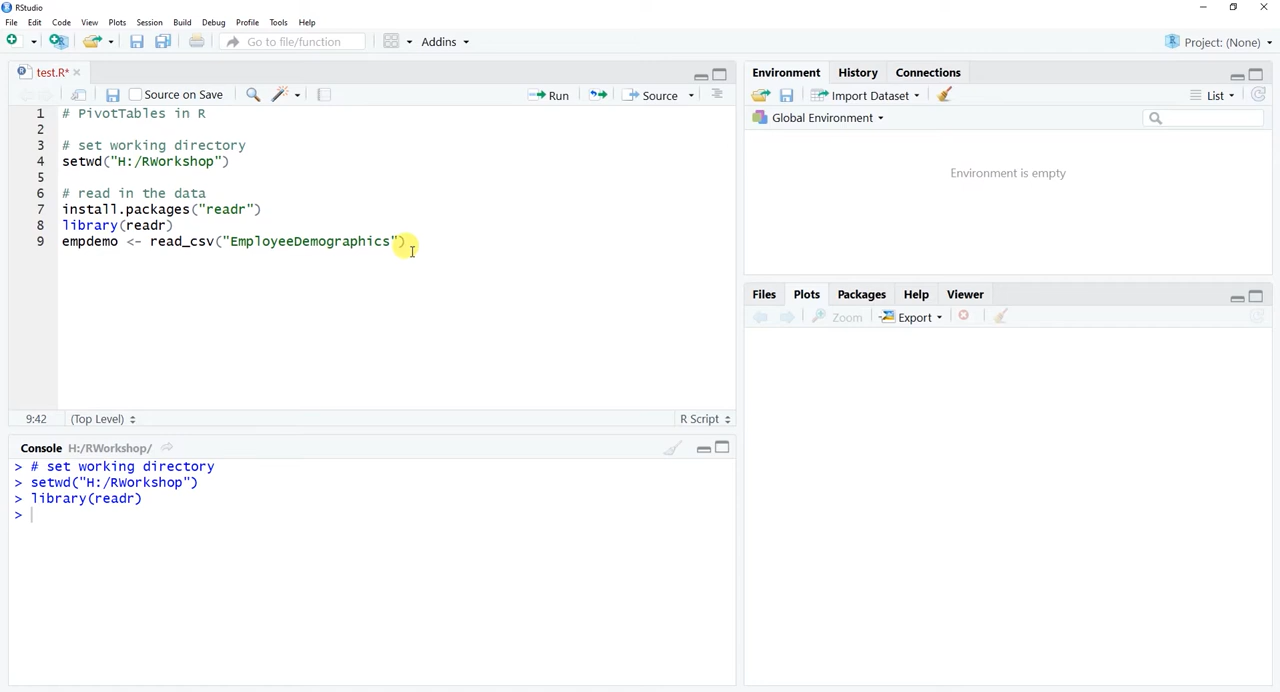 RStudio
File Edit Code View Plots Session Build Debug Profile Tools Help
Go to file/function Addins Project: (None)
test.R*
Source on Save Run Source
1 # PivotTables in R
2
3 # set working directory
4 setwd("H:/RWorkshop")
5
6 # read in the data
7 install.packages("readr")
8 library(readr)
9 empdemo <- read_csv("EmployeeDemographics")
9:42 (Top Level) R Script
Console H:/RWorkshop/
> # set working directory
> setwd("H:/RWorkshop")
> library(readr)
>
Environment History Connections
Import Dataset List
Global Environment
Environment is empty
Files Plots Packages Help Viewer
Zoom Export